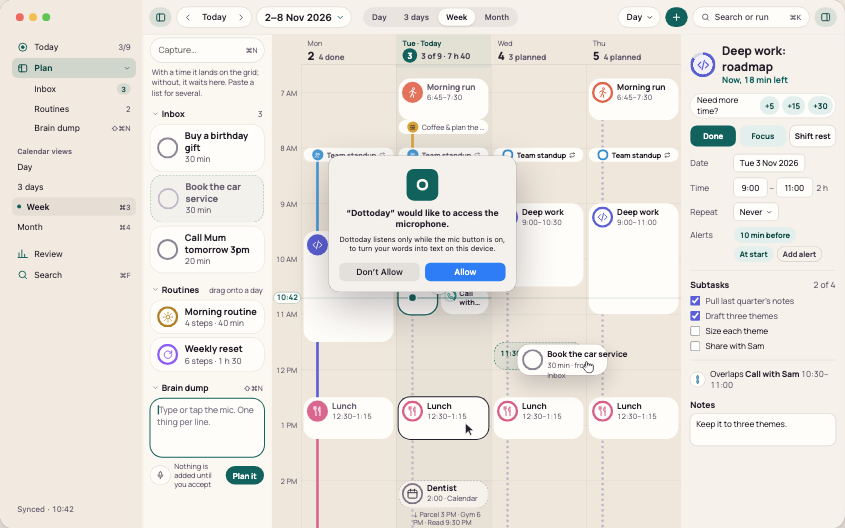 Today 3/9
Plan
Inbox 3
Routines 2
Brain dump ⇧⌘N
Calendar views
Day
3 days
Week ⌘3
Month ⌘4
Review
Search ⌘F
Synced · 10:42
Today
2–8 Nov 2026
Day
3 days
Week
Month
Day
Search or run ⌘K
Capture... ⌘N
With a time it lands on the grid;
without, it waits here. Paste a
list for several.
Inbox 3
Buy a birthday
gift
30 min
Book the car
service
30 min
Call Mum
tomorrow 3pm
20 min
Routines drag onto a day
Morning routine
4 steps · 40 min
Weekly reset
6 steps · 1 h 30
Brain dump ⇧⌘N
Type or tap the mic. One
thing per line.
Nothing is
added until
you accept
Plan it
Mon
2 4 done
Tue · Today
3 3 of 9 · 7 h 40
Wed
4 3 planned
Thu
5 4 planned
7 AM
8 AM
9 AM
10 AM
10:42
11 AM
12 PM
1 PM
2 PM
Morning run
6:45–7:30
Coffee & plan the ...
Morning run
6:45–7:30
Team standup
Team standup
Team standup
Team standup
Deep work
9:00–10:30
Deep work
9:00–12:00
"Dottoday" would like to access the
microphone.
Dottoday listens only while the mic button is on,
to turn your words into text on this device.
Don't Allow
Allow
Call
with...
11:30
Book the car service
30 min · from
Inbox
Lunch
12:30–1:15
Lunch
12:30–1:15
Lunch
12:30–1:15
Lunch
12:30–1:15
Dentist
2:00 · Calendar
Parcel 3 PM · Gym 6
PM · Read 9:30 PM
Deep work:
roadmap
Now, 18 min left
Need more
time?
+5
+15
+30
Done
Focus
Shift rest
Date Tue 3 Nov 2026
Time 9:00 – 11:00 2 h
Repeat Never
Alerts 10 min before
At start Add alert
Subtasks 2 of 4
Pull last quarter's notes
Draft three themes
Size each theme
Share with Sam
Overlaps Call with Sam 10:30–
11:00
Notes
Keep it to three themes.